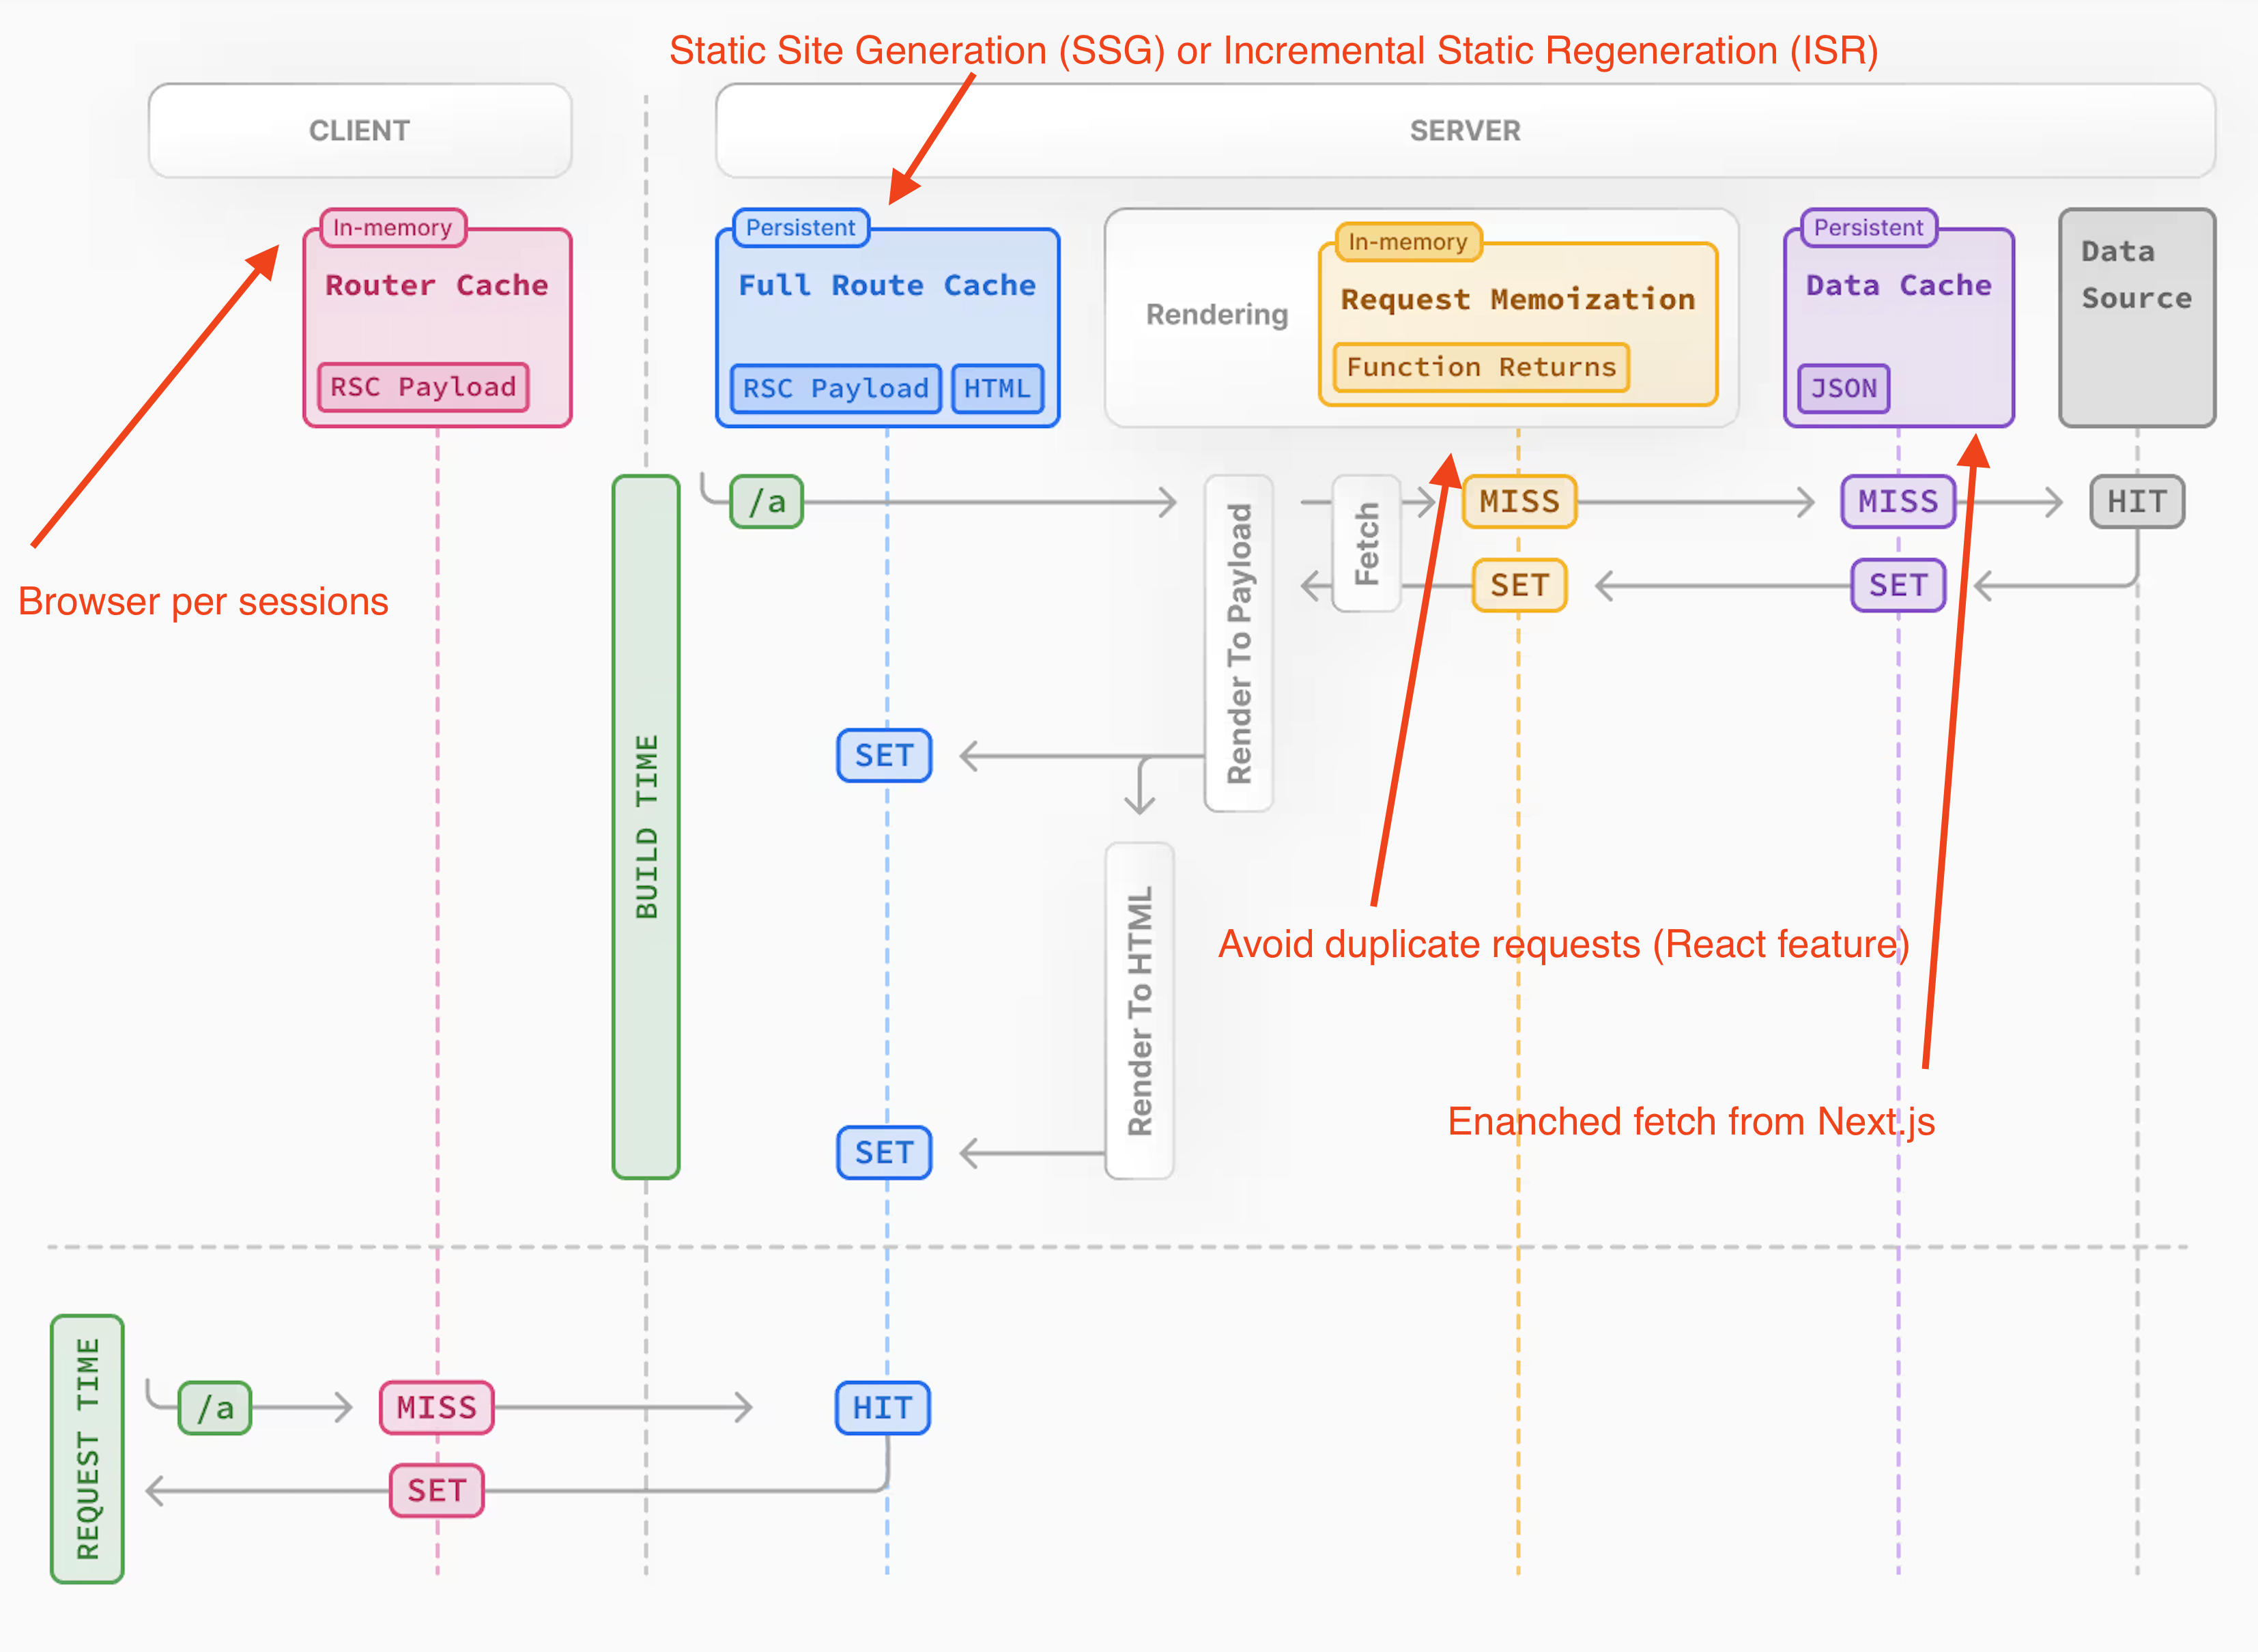 Static Site Generation (SSG) or Incremental Static Regeneration (ISR)
CLIENT
SERVER
In-memory
Router Cache
RSC Payload
Persistent
Full Route Cache
RSC Payload
HTML
Rendering
In-memory
Request Memoization
Function Returns
Persistent
Data Cache
JSON
Data
Source
Browser per sessions
BUILD TIME
/a
Render To Payload
Fetch
MISS
MISS
HIT
SET
SET
SET
Render To HTML
Avoid duplicate requests (React feature)
Enanched fetch from Next.js
SET
REQUEST TIME
/a
MISS
HIT
SET